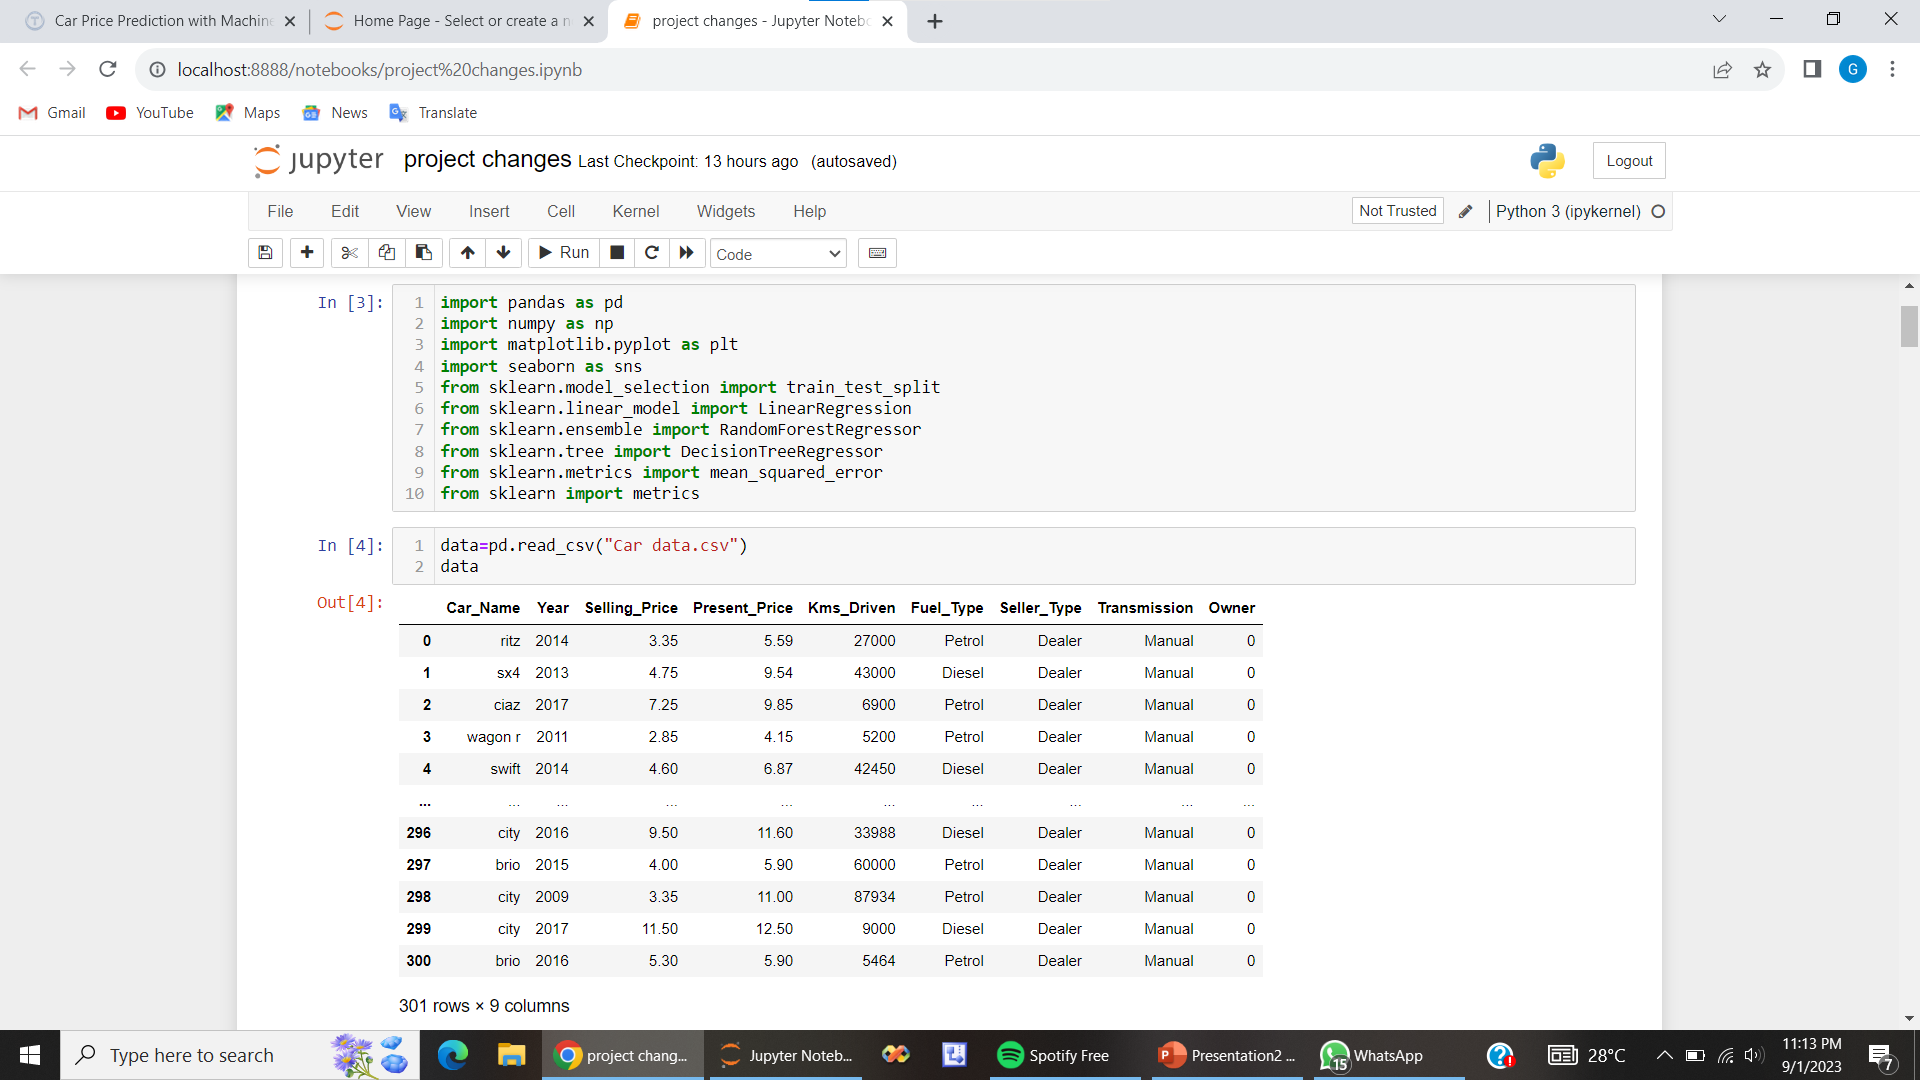 Car Price Prediction with Machine
Home Page - Select or create a n
project changes - Jupyter Notebo
localhost:8888/notebooks/project%20changes.ipynb
G
Gmail
YouTube
Maps
News
Translate
jupyter
project changes Last Checkpoint: 13 hours ago (autosaved)
Logout
File Edit View Insert Cell Kernel Widgets Help
Not Trusted
Python 3 (ipykernel)
Run
Code
In [3]:
1 import pandas as pd
2 import numpy as np
3 import matplotlib.pyplot as plt
4 import seaborn as sns
5 from sklearn.model_selection import train_test_split
6 from sklearn.linear_model import LinearRegression
7 from sklearn.ensemble import RandomForestRegressor
8 from sklearn.tree import DecisionTreeRegressor
9 from sklearn.metrics import mean_squared_error
10 from sklearn import metrics
In [4]:
1 data=pd.read_csv("Car data.csv")
2 data
Out[4]:
Car_Name Year Selling_Price Present_Price Kms_Driven Fuel_Type Seller_Type Transmission Owner
0 ritz 2014 3.35 5.59 27000 Petrol Dealer Manual 0
1 sx4 2013 4.75 9.54 43000 Diesel Dealer Manual 0
2 ciaz 2017 7.25 9.85 6900 Petrol Dealer Manual 0
3 wagon r 2011 2.85 4.15 5200 Petrol Dealer Manual 0
4 swift 2014 4.60 6.87 42450 Diesel Dealer Manual 0
... ... ... ... ... ... ... ... ... ...
296 city 2016 9.50 11.60 33988 Diesel Dealer Manual 0
297 brio 2015 4.00 5.90 60000 Petrol Dealer Manual 0
298 city 2009 3.35 11.00 87934 Petrol Dealer Manual 0
299 city 2017 11.50 12.50 9000 Diesel Dealer Manual 0
300 brio 2016 5.30 5.90 5464 Petrol Dealer Manual 0
301 rows × 9 columns
Type here to search
project chang...
Jupyter Noteb...
Spotify Free
Presentation2 ...
15
WhatsApp
28°C
11:13 PM
9/1/2023
7